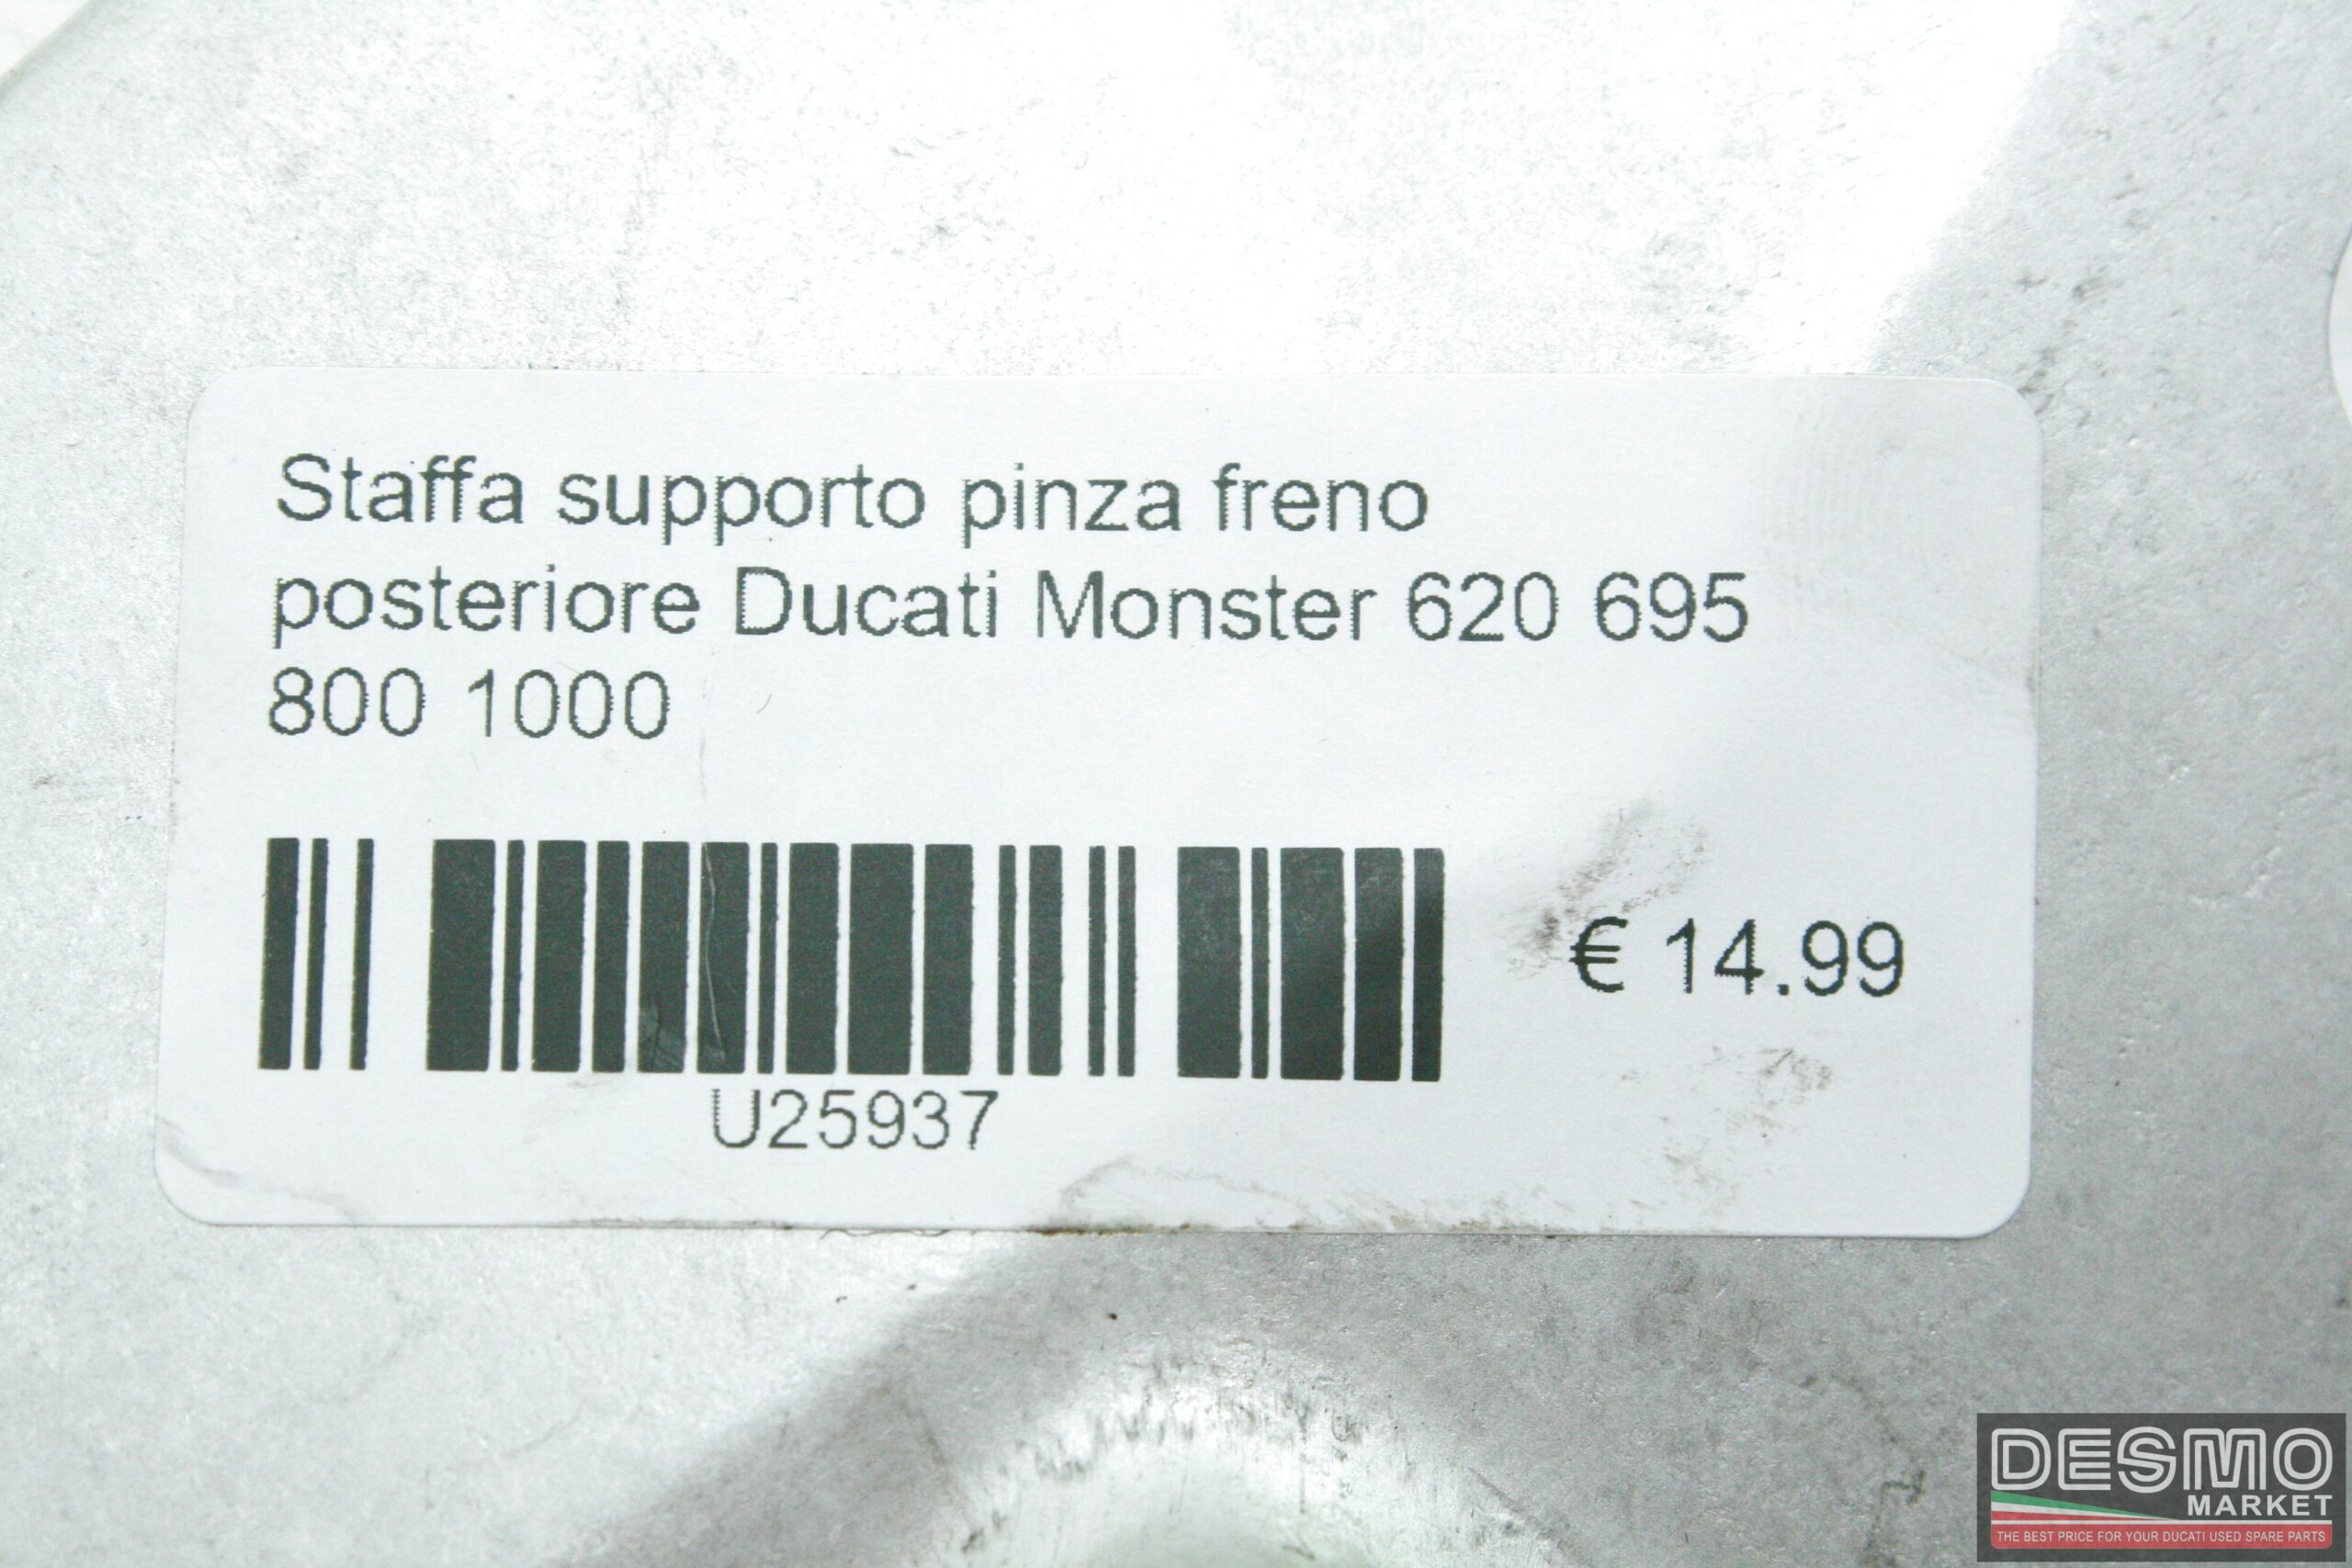 Staffa supporto pinza freno
posteriore Ducati Monster 620 695
800 1000
€ 14.99
U25937
DESMO
MARKET
THE BEST PRICE FOR YOUR DUCATI USED SPARE PARTS